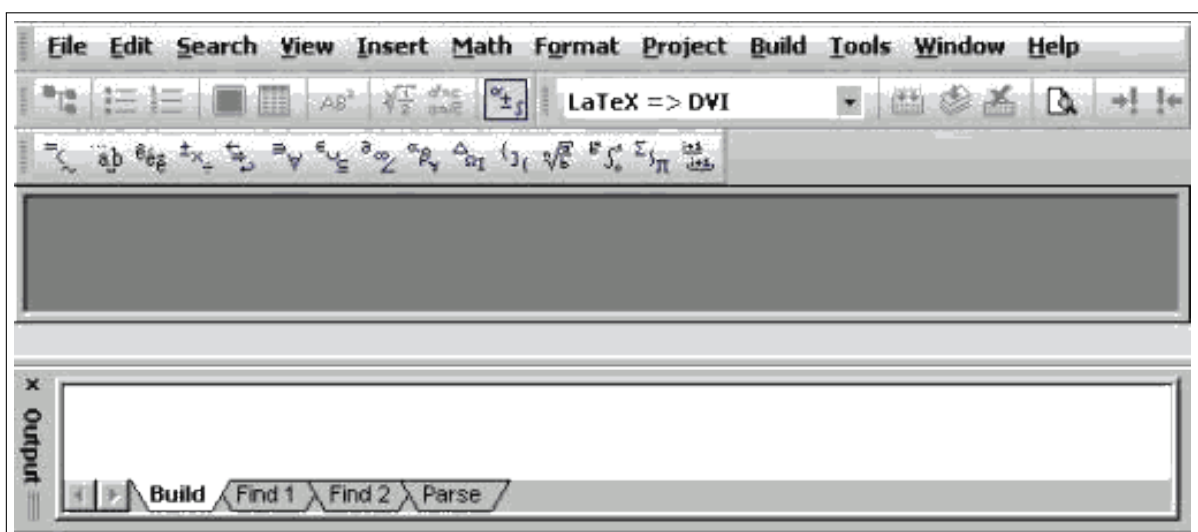 File Edit Search View Insert Math Format Project Build Tools Window Help
LaTeX => DVI
Output
Build Find 1 Find 2 Parse